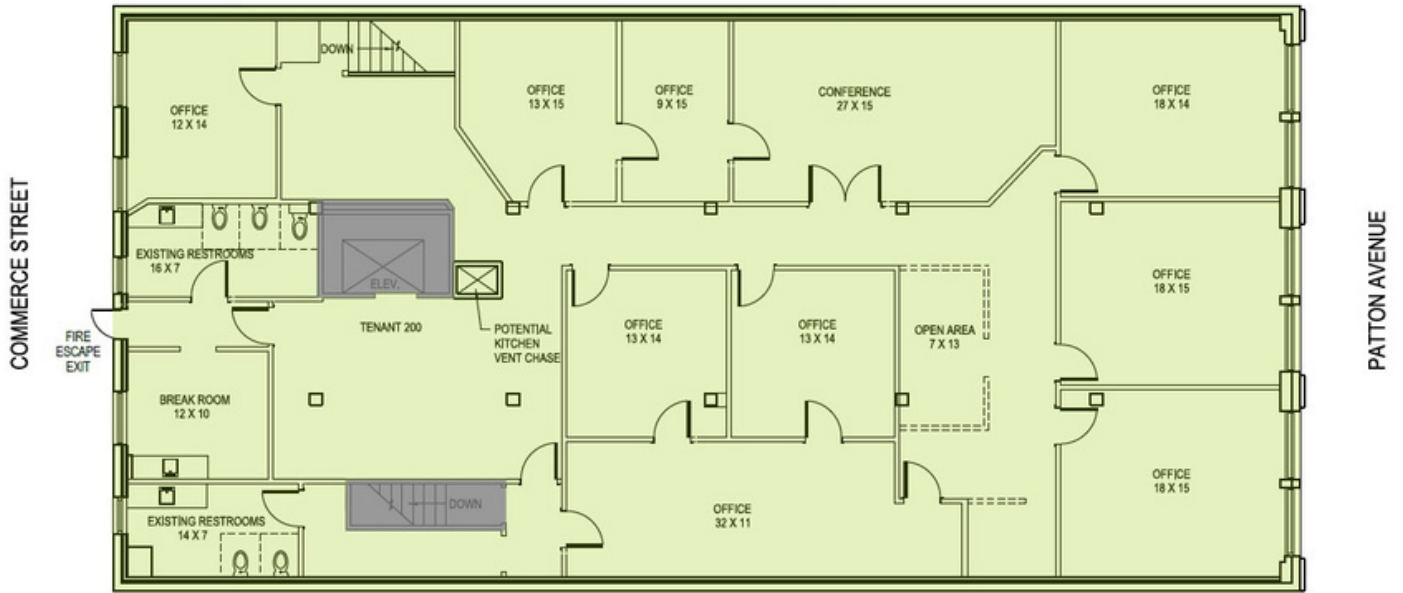 COMMERCE STREET
PATTON AVENUE
DOWN
OFFICE
12 X 14
OFFICE
13 X 15
OFFICE
9 X 15
CONFERENCE
27 X 15
OFFICE
18 X 14
EXISTING RESTROOMS
16 X 7
ELEV.
OFFICE
18 X 15
FIRE
ESCAPE
EXIT
TENANT 200
POTENTIAL
KITCHEN
VENT CHASE
OFFICE
13 X 14
OFFICE
13 X 14
OPEN AREA
7 X 13
BREAK ROOM
12 X 10
OFFICE
18 X 15
EXISTING RESTROOMS
14 X 7
DOWN
OFFICE
32 X 11